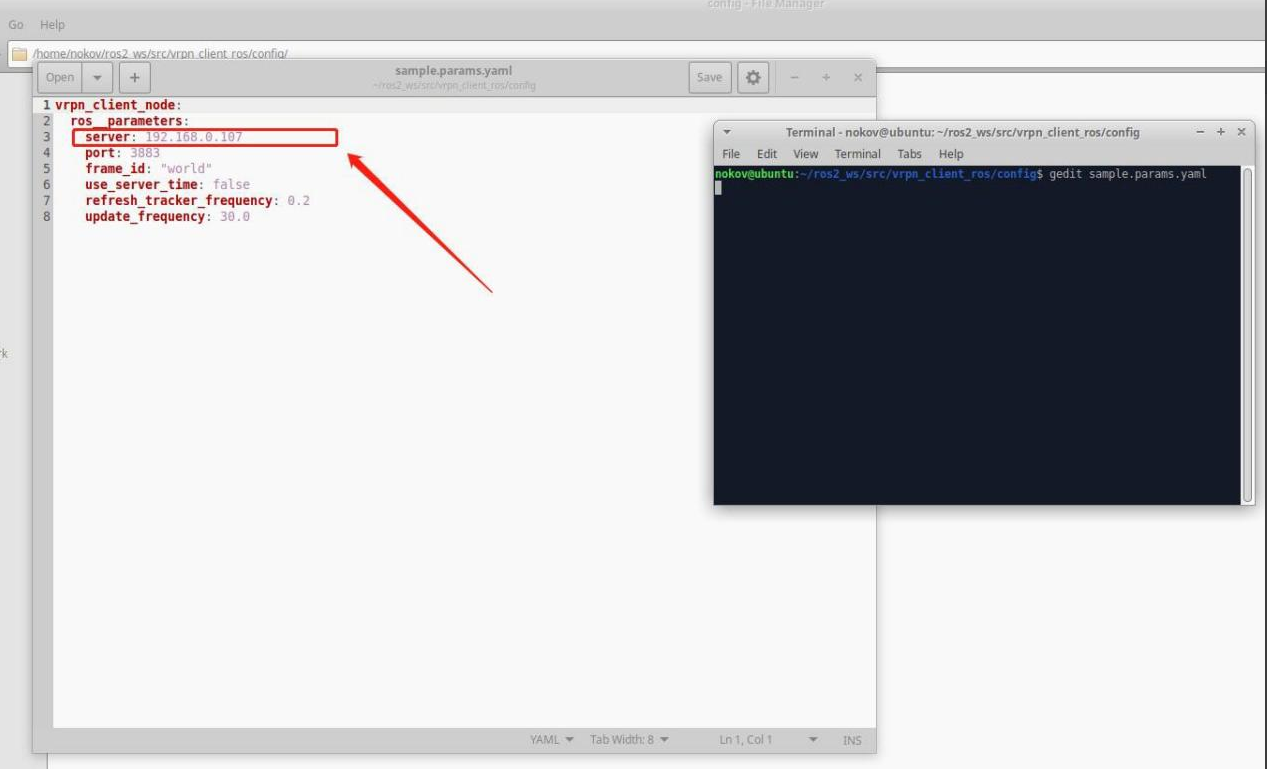 config - File Manager
Go Help
/home/nokov/ros2_ws/src/vrpn_client_ros/config/
Open
sample.params.yaml
~/ros2_ws/src/vrpn_client_ros/config
Save
1 vrpn_client_node:
2 ros__parameters:
3 server: 192.168.0.107
4 port: 3883
5 frame_id: "world"
6 use_server_time: false
7 refresh_tracker_frequency: 0.2
8 update_frequency: 30.0
YAML Tab Width: 8 Ln 1, Col 1 INS
Terminal - nokov@ubuntu: ~/ros2_ws/src/vrpn_client_ros/config
File Edit View Terminal Tabs Help
nokov@ubuntu:~/ros2_ws/src/vrpn_client_ros/config$ gedit sample.params.yaml
rk